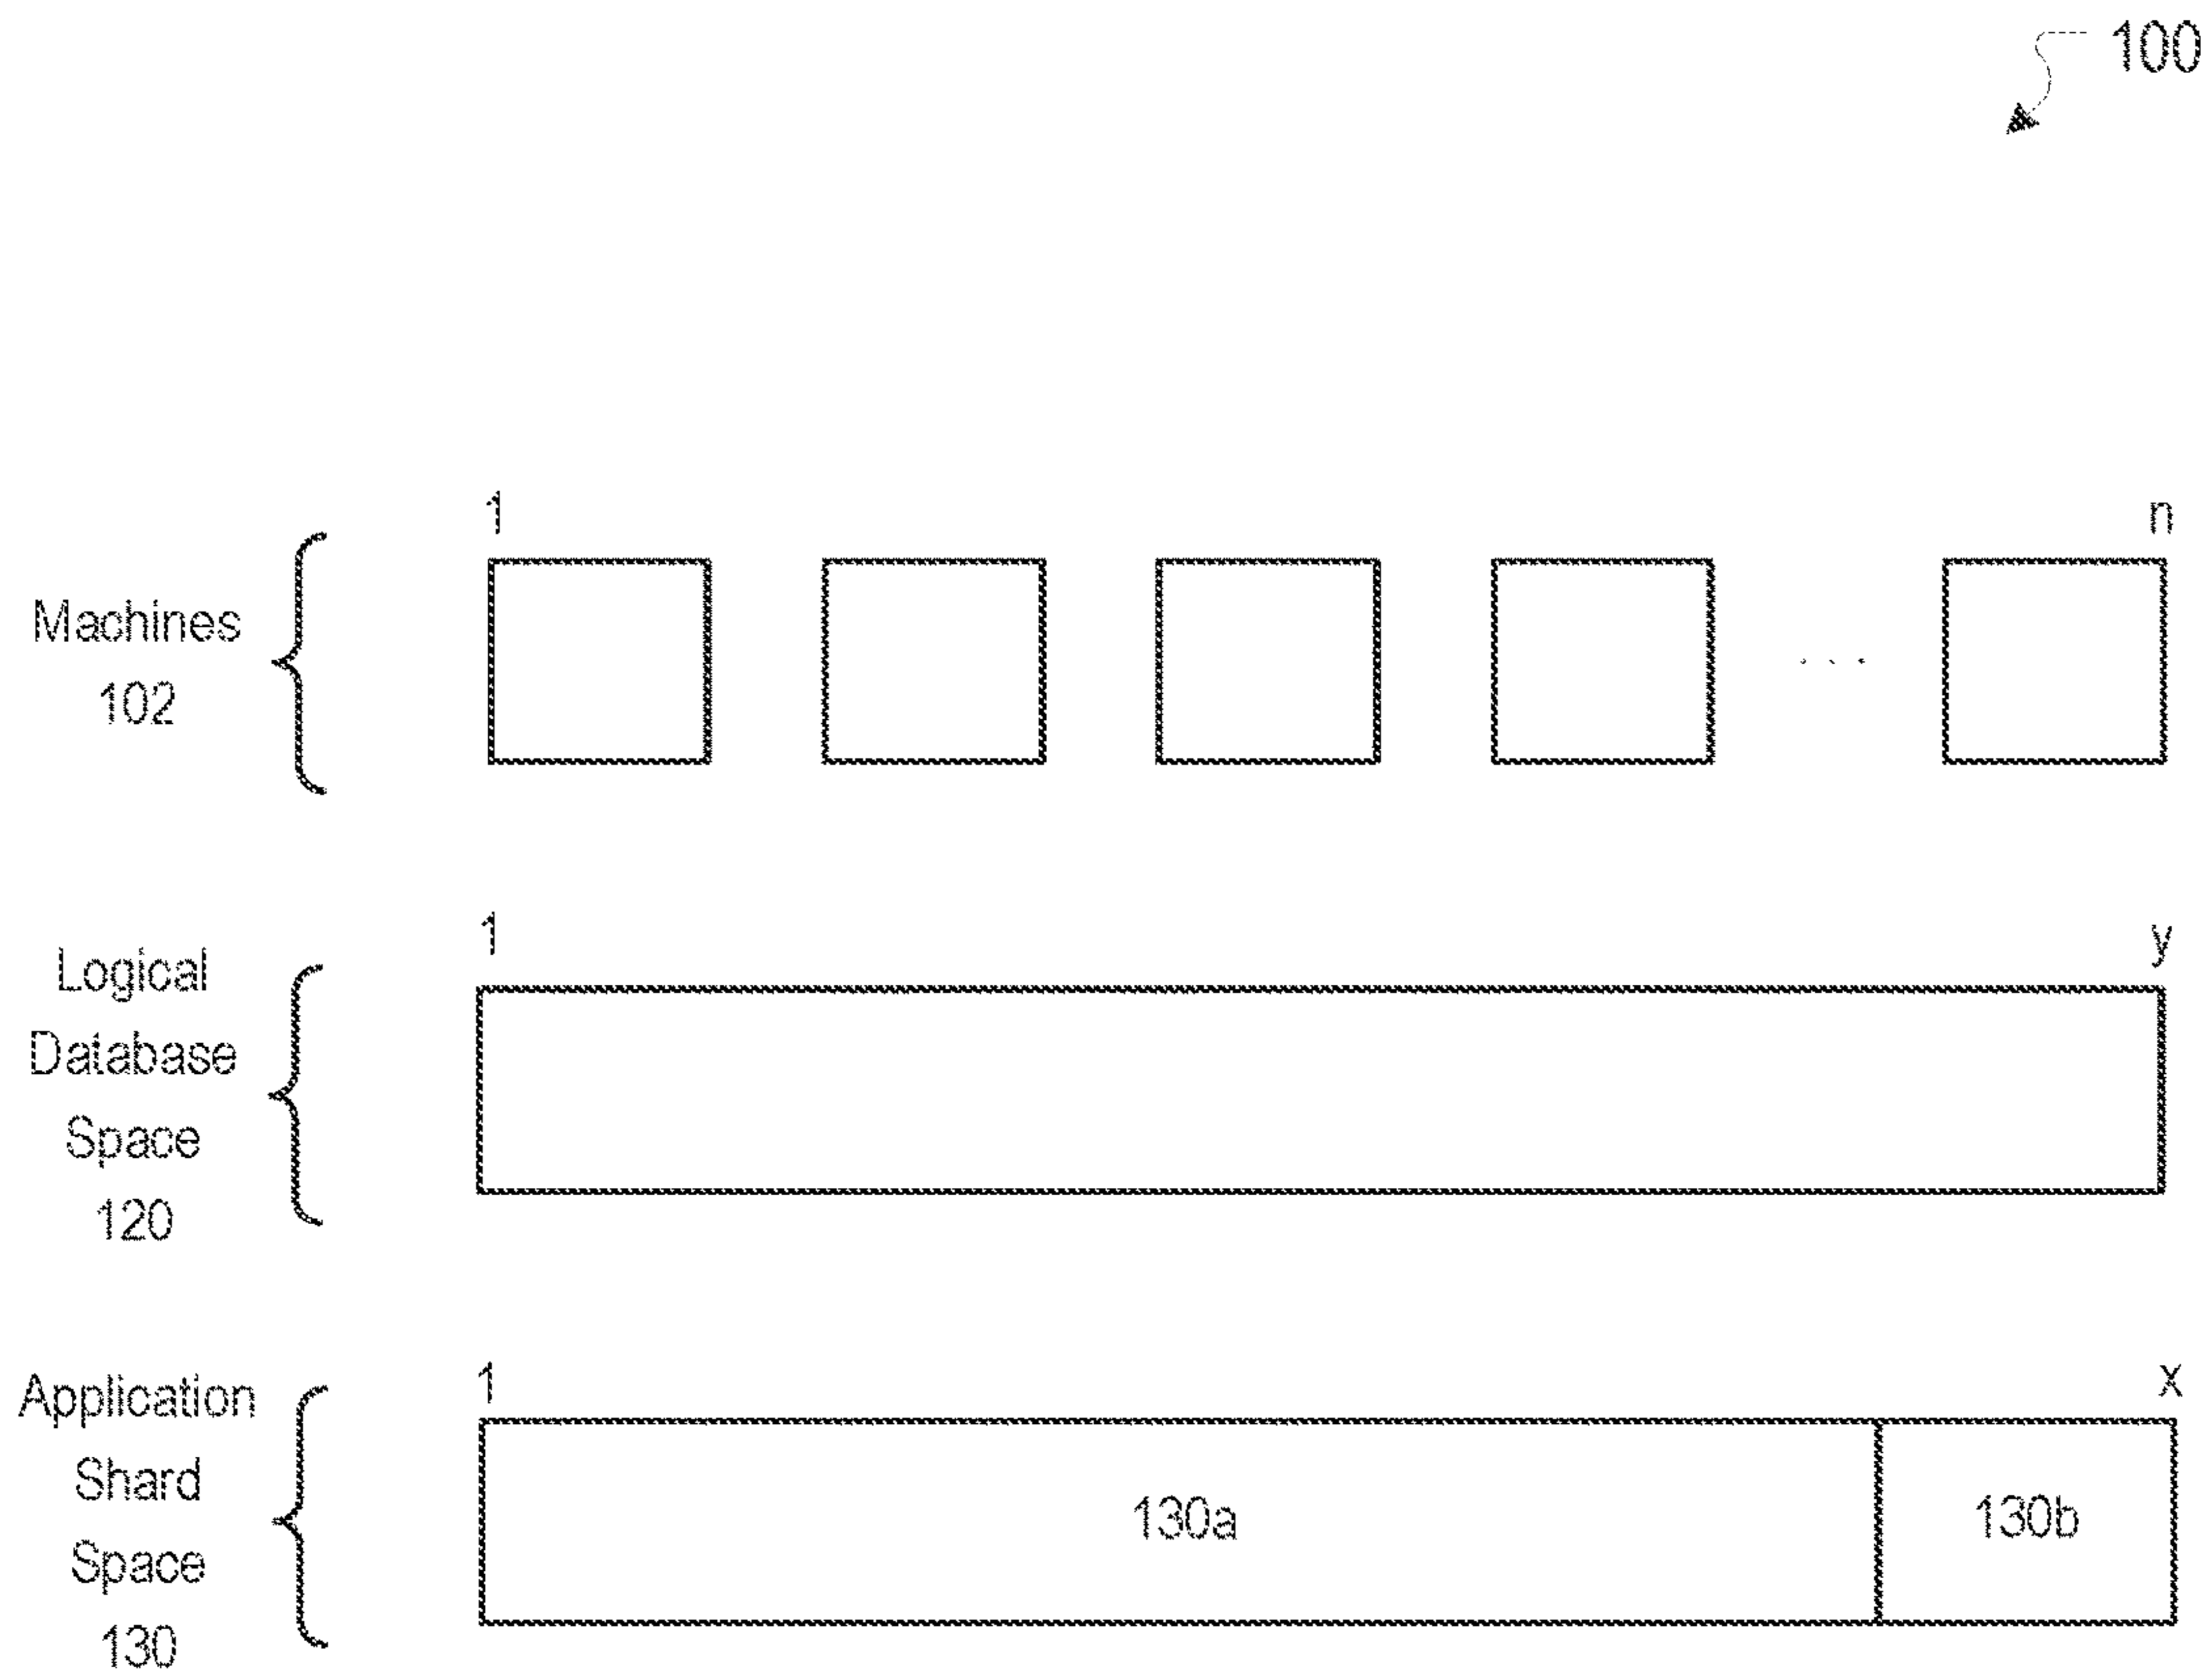 100
1
n
Machines
102
. . .
1
y
Logical
Database
Space
120
1
x
Application
Shard
Space
130
130a
130b